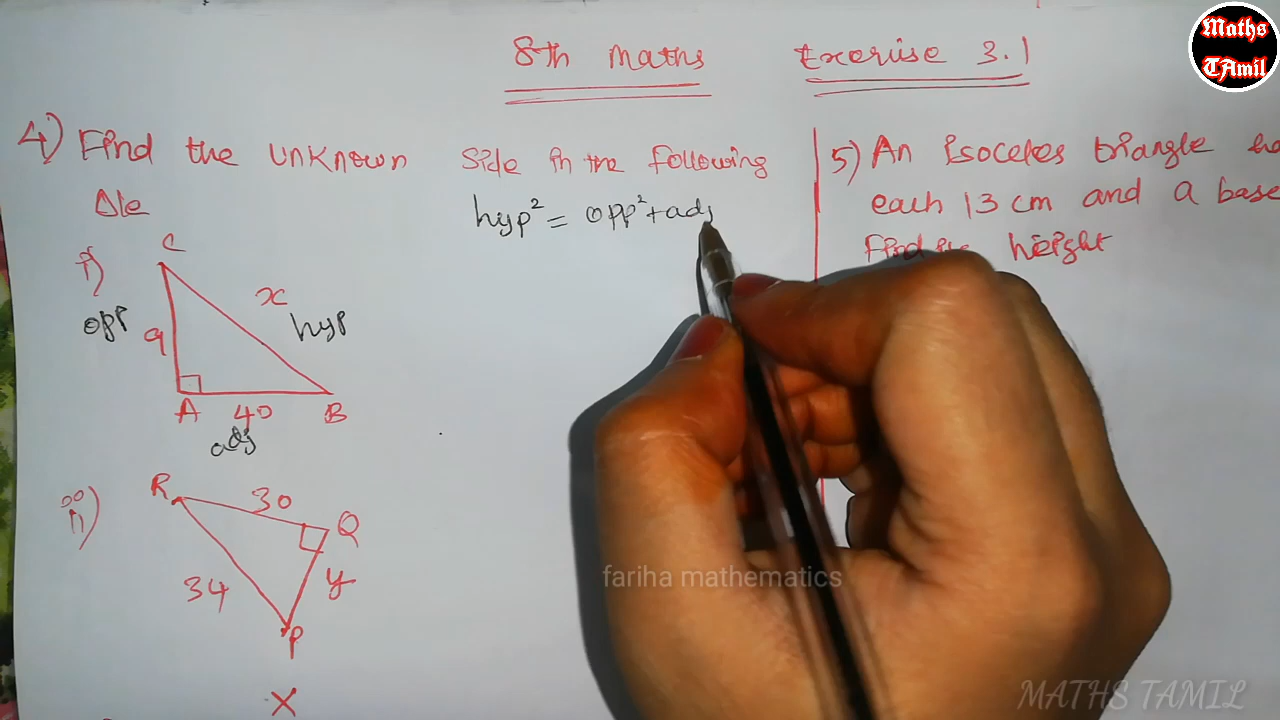 8th maths Exercise 3.1
4) Find the unknown side in the following
Δle
hyp² = opp² + adj
i)
C
x
opp
9
hyp
A
40
B
adj
ii)
R
30
Q
34
y
P
X
5) An isoceles triangle
each 13 cm and a base
Find height
Maths
TAmil
fariha mathematics
MATHS TAMIL